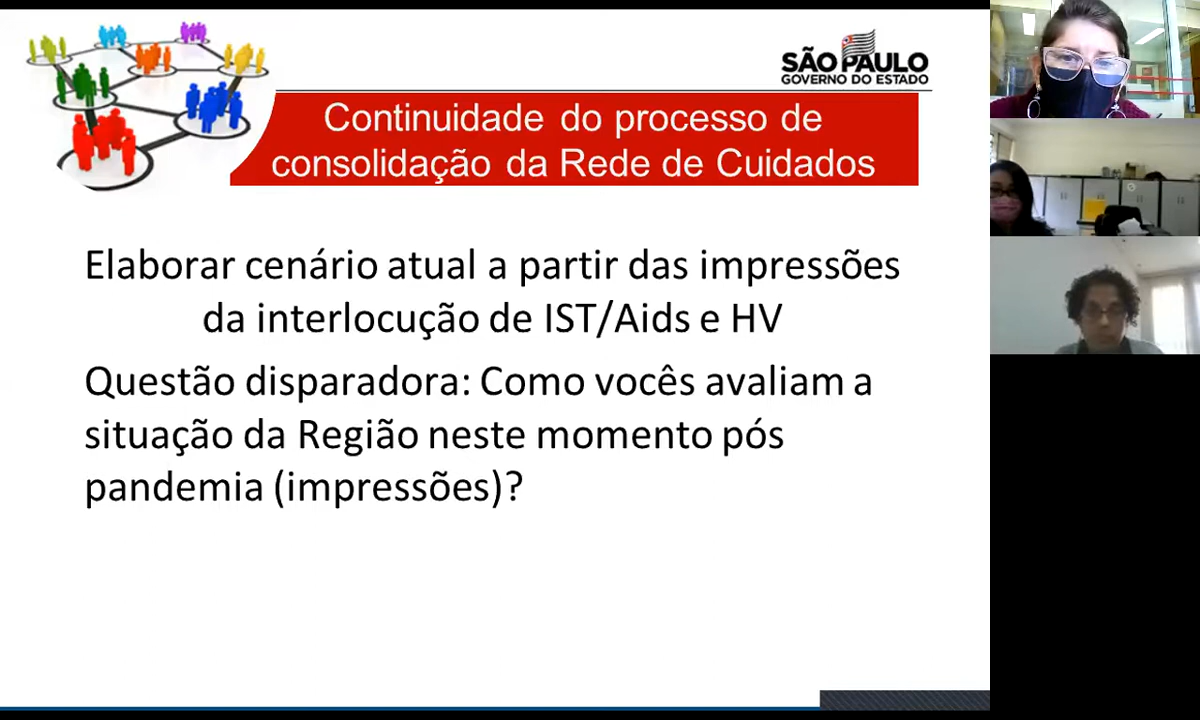 SÃO PAULO
GOVERNO DO ESTADO
Continuidade do processo de
consolidação da Rede de Cuidados
Elaborar cenário atual a partir das impressões
da interlocução de IST/Aids e HV
Questão disparadora: Como vocês avaliam a
situação da Região neste momento pós
pandemia (impressões)?